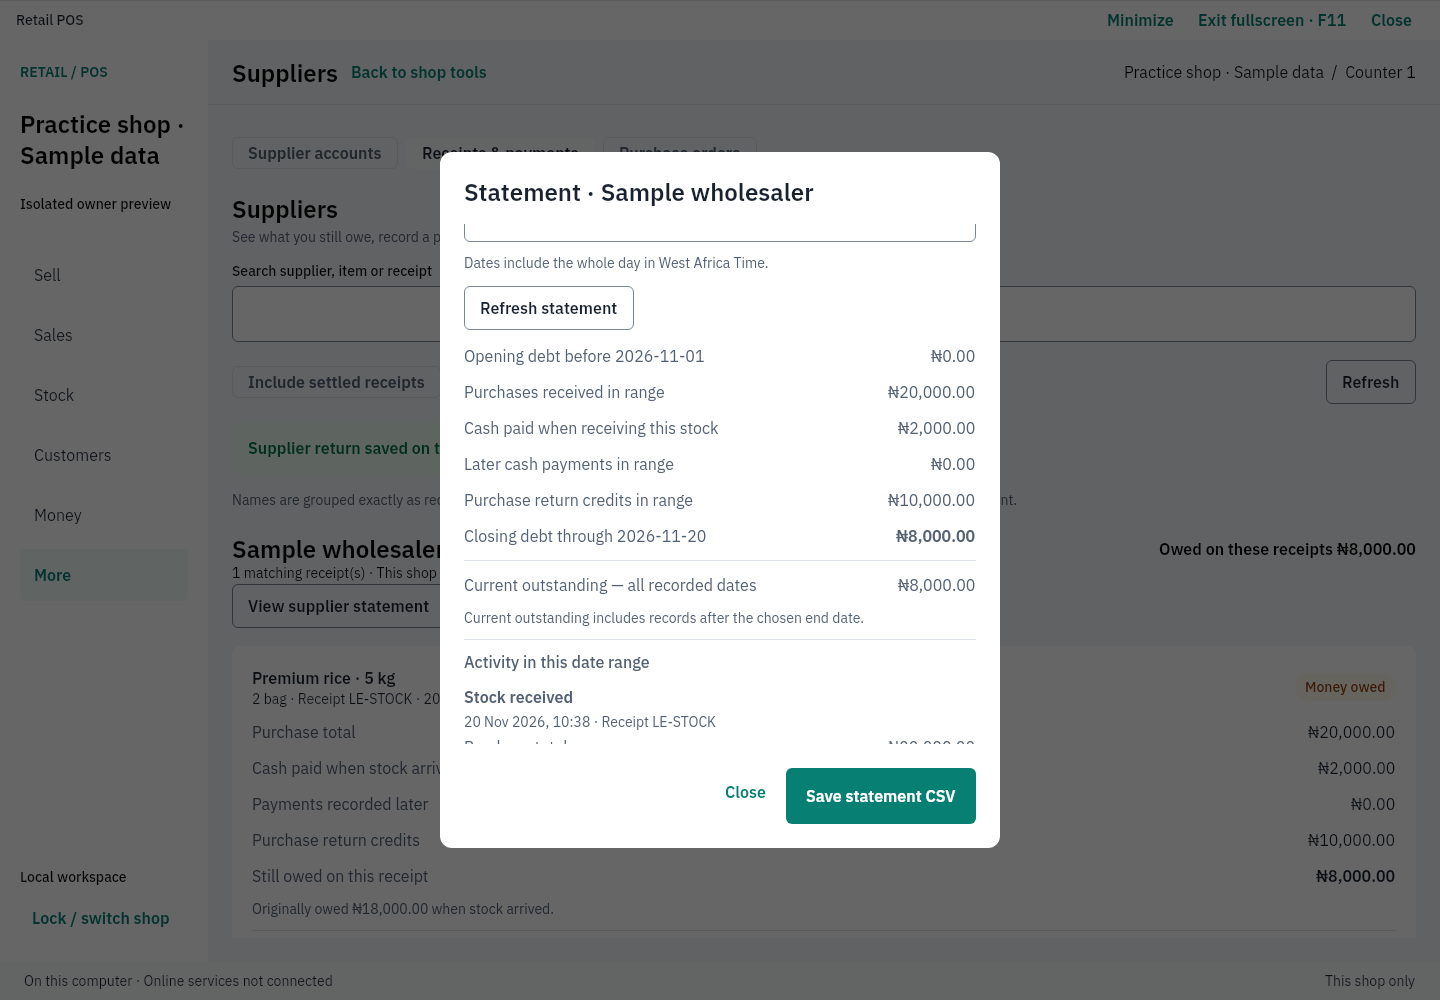 Retail POS
Minimize
Exit fullscreen · F11
Close
RETAIL / POS
Practice shop ·
Sample data
Isolated owner preview
Sell
Sales
Stock
Customers
Money
More
Local workspace
Lock / switch shop
Suppliers
Back to shop tools
Practice shop · Sample data / Counter 1
Supplier accounts
Receipts & payments
Purchase orders
Suppliers
See what you still owe, record a
Search supplier, item or receipt
Include settled receipts
Refresh
Supplier return saved on
Names are grouped exactly as
Sample wholesaler
Owed on these receipts ₦8,000.00
1 matching receipt(s) · This shop
View supplier statement
Premium rice · 5 kg
Money owed
2 bag · Receipt LE-STOCK · 20
Purchase total
₦20,000.00
Cash paid when stock
₦2,000.00
Payments recorded later
₦0.00
Purchase return credits
₦10,000.00
Still owed on this receipt
₦8,000.00
Originally owed ₦18,000.00 when stock arrived.
Statement · Sample wholesaler
Dates include the whole day in West Africa Time.
Refresh statement
Opening debt before 2026-11-01
₦0.00
Purchases received in range
₦20,000.00
Cash paid when receiving this stock
₦2,000.00
Later cash payments in range
₦0.00
Purchase return credits in range
₦10,000.00
Closing debt through 2026-11-20
₦8,000.00
Current outstanding — all recorded dates
₦8,000.00
Current outstanding includes records after the chosen end date.
Activity in this date range
Stock received
20 Nov 2026, 10:38 · Receipt LE-STOCK
Close
Save statement CSV
On this computer · Online services not connected
This shop only